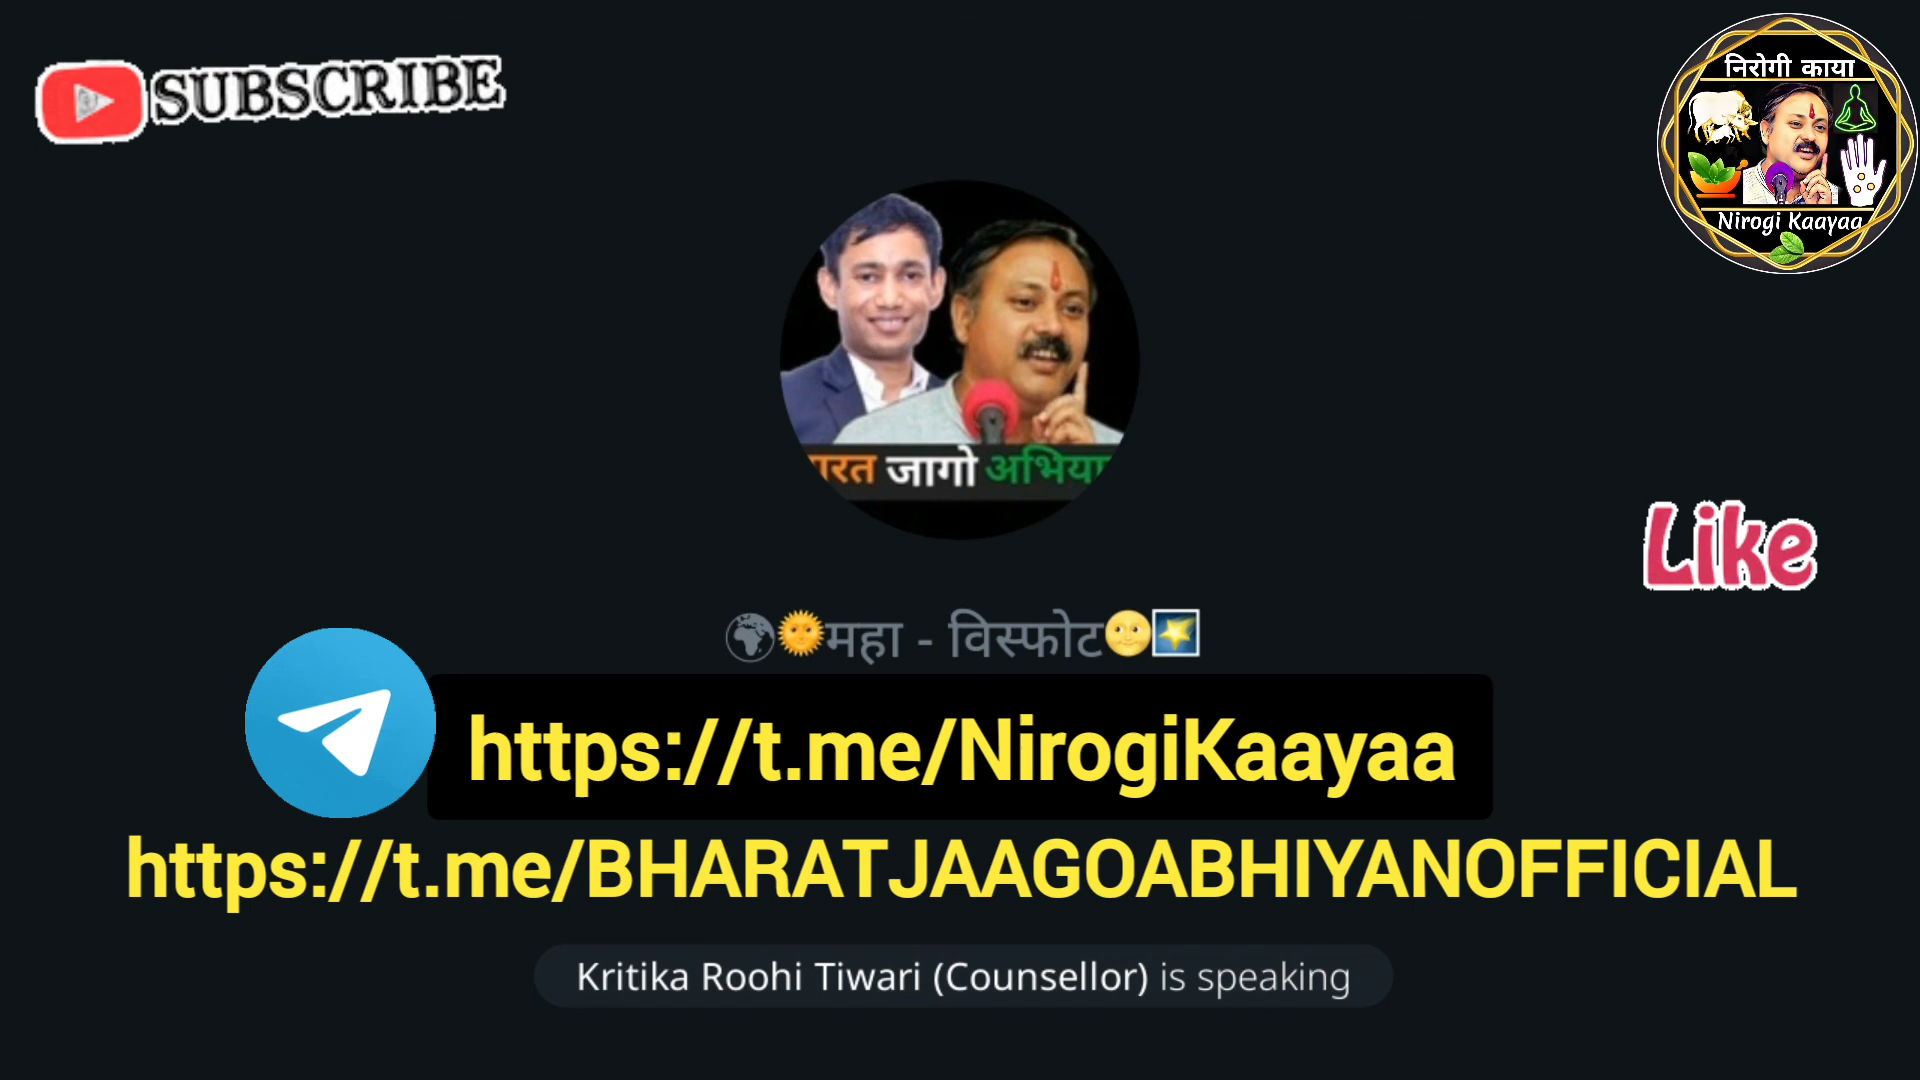 SUBSCRIBE
निरोगी काया
Nirogi Kaayaa
जागो
Like
महा - विस्फोट
https://t.me/NirogiKaayaa
https://t.me/BHARATJAAGOABHIYANOFFICIAL
Kritika Roohi Tiwari (Counsellor) is speaking